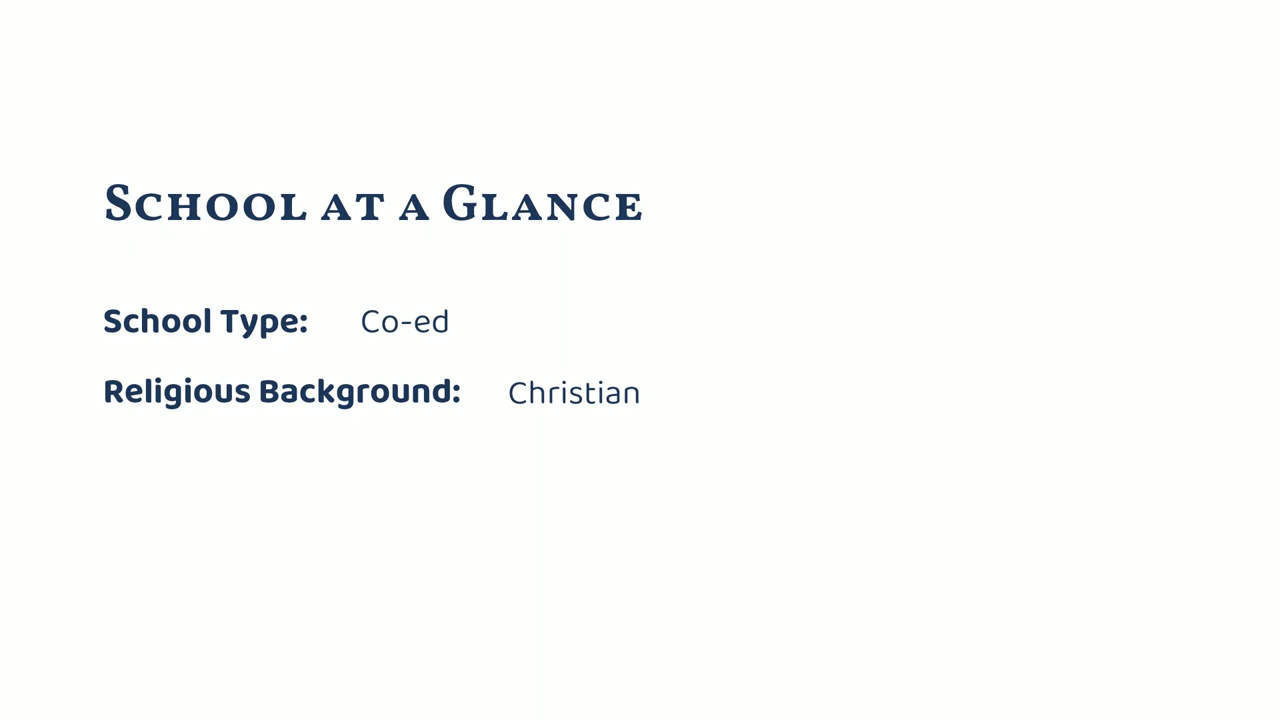 School at a Glance
School Type: Co-ed
Religious Background: Christian